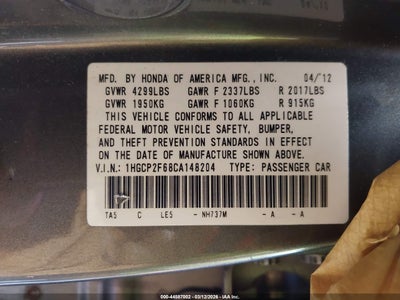 MFD. BY HONDA OF AMERICA MFG., INC. 04/12
GVWR 4299LBS GAWR F 2337LBS R 2017LBS
GVWR 1950KG GAWR F 1060KG R 915KG
THIS VEHICLE CONFORMS TO ALL APPLICABLE
FEDERAL MOTOR VEHICLE SAFETY, BUMPER,
AND THEFT PREVENTION STANDARDS IN EFFECT
ON THE DATE OF MANUFACTURE SHOWN ABOVE.
V.I.N.: 1HGCP2F68CA148204 TYPE: PASSENGER CAR
TA5 C LE5 - NH737M - A - A
000-44587002 - 03/12/2026 - IAA Inc.